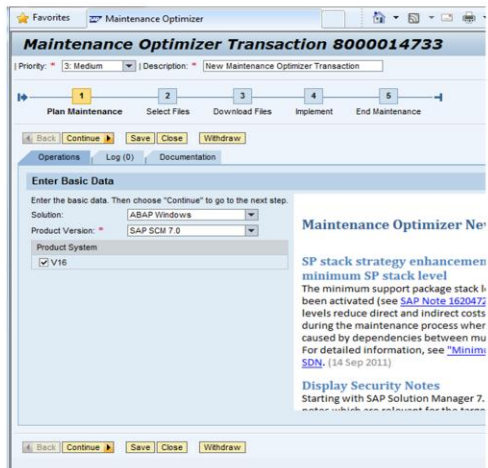 Favorites Maintenance Optimizer
Maintenance Optimizer Transaction 8000014733
Priority: * 3: Medium Description: * New Maintenance Optimizer Transaction
1 2 3 4 5
Plan Maintenance Select Files Download Files Implement End Maintenance
Back Continue Save Close Withdraw
Operations Log (0) Documentation
Enter Basic Data
Enter the basic data. Then choose "Continue" to go to the next step.
Solution: ABAP Windows
Product Version: * SAP SCM 7.0
Product System
V16
Maintenance Optimizer Ne
SP stack strategy enhancemen
minimum SP stack level
The minimum support package stack l
been activated (see SAP Note 1620472
levels reduce direct and indirect costs
during the maintenance process wher
caused by dependencies between mu
For detailed information, see "Minimu
SDN. (14 Sep 2011)
Display Security Notes
Starting with SAP Solution Manager 7.
notes which are relevant for the targe
Back Continue Save Close Withdraw